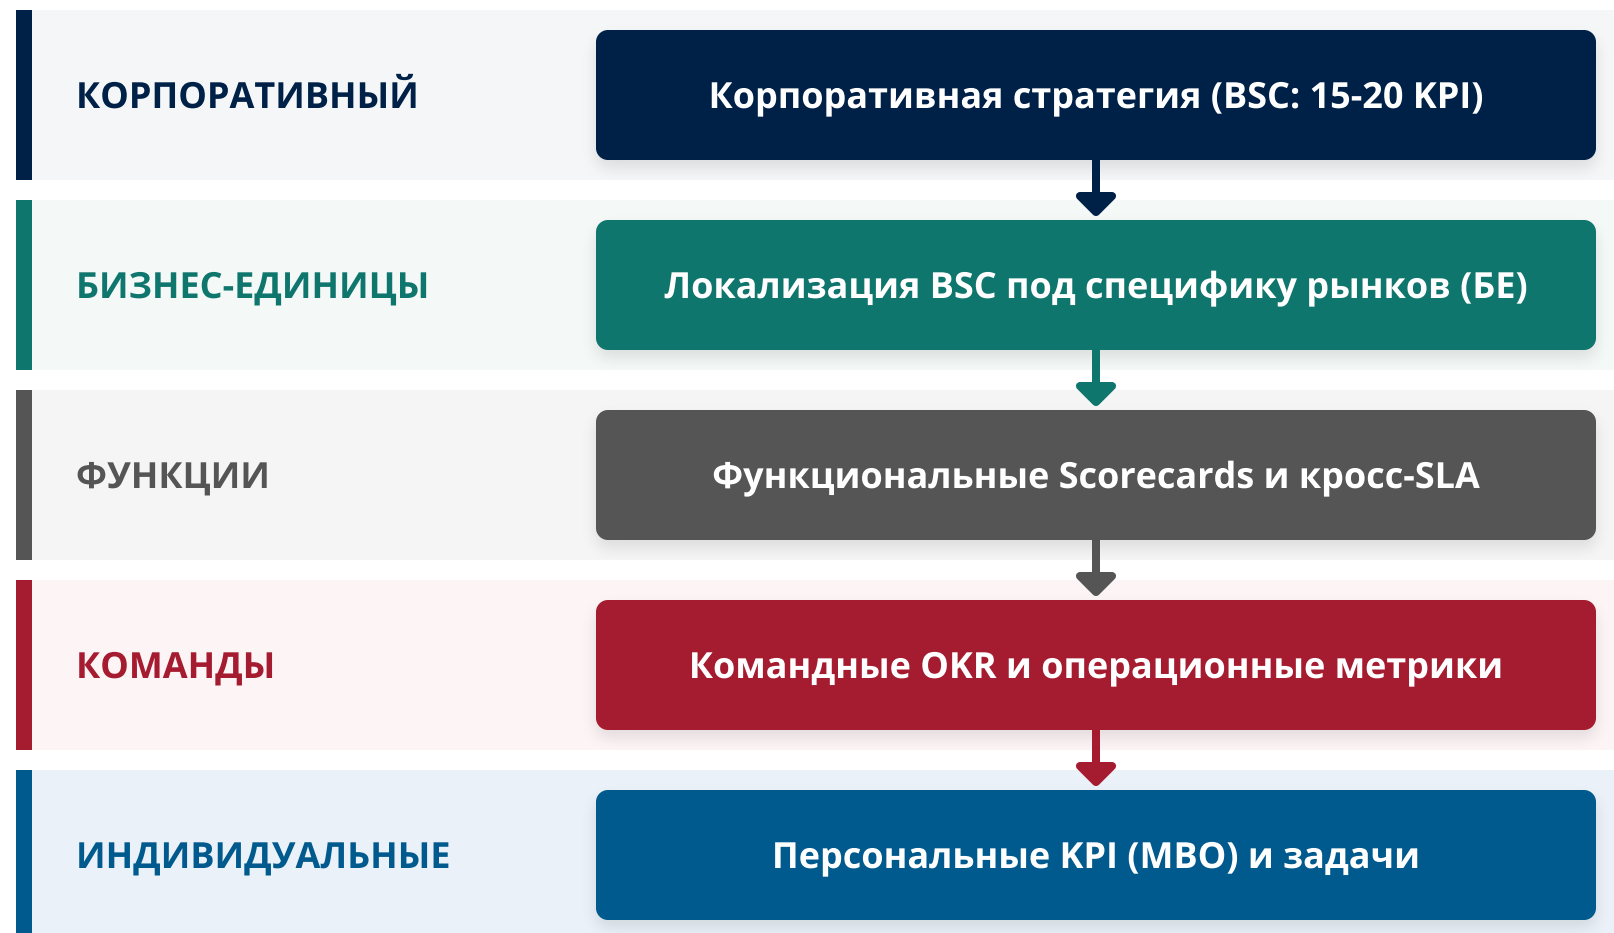 КОРПОРАТИВНЫЙ
Корпоративная стратегия (BSC: 15-20 KPI)
БИЗНЕС-ЕДИНИЦЫ
Локализация BSC под специфику рынков (БЕ)
ФУНКЦИИ
Функциональные Scorecards и кросс-SLA
КОМАНДЫ
Командные OKR и операционные метрики
ИНДИВИДУАЛЬНЫЕ
Персональные KPI (MBO) и задачи